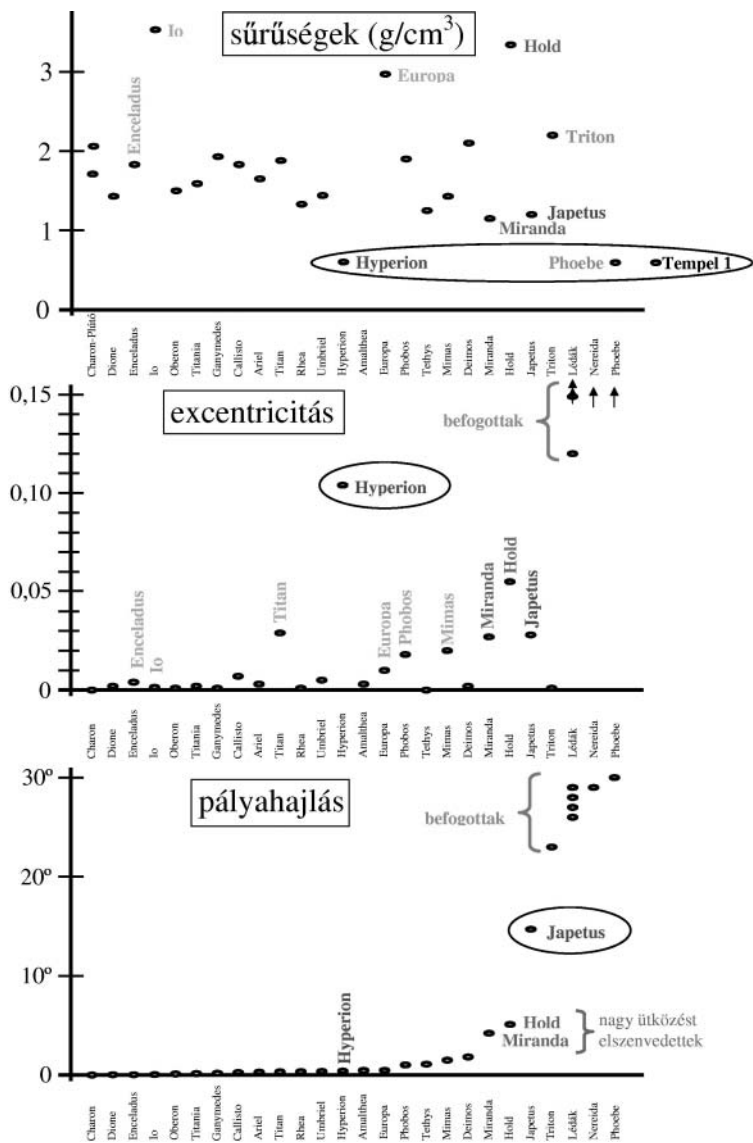 sűrűségek (g/cm³)
Io
Hold
Europa
Enceladus
Triton
Japetus
Miranda
Hyperion
Phoebe
Tempel 1
3
2
1
0
Charon-Plútó
Dione
Enceladus
Io
Oberon
Titania
Ganymedes
Callisto
Ariel
Titan
Rhea
Umbriel
Hyperion
Amalthea
Europa
Phobos
Tethys
Mimas
Deimos
Miranda
Hold
Japetus
Triton
Lédák
Nereida
Phoebe
excentricitás
0,15
0,10
0,05
0
befogottak
Hyperion
Enceladus
Io
Titan
Europa
Phobos
Mimas
Miranda
Hold
Japetus
Charon
Dione
Enceladus
Io
Oberon
Titania
Ganymedes
Callisto
Ariel
Titan
Rhea
Umbriel
Hyperion
Amalthea
Europa
Phobos
Tethys
Mimas
Deimos
Miranda
Hold
Japetus
Triton
Lédák
Nereida
Phoebe
pályahajlás
30º
20º
10º
0
befogottak
Japetus
Hyperion
Hold
Miranda
nagy ütközést
elszenvedettek
Charon
Dione
Enceladus
Io
Oberon
Titania
Ganymedes
Callisto
Ariel
Titan
Rhea
Umbriel
Hyperion
Amalthea
Europa
Phobos
Tethys
Mimas
Deimos
Miranda
Hold
Japetus
Triton
Lédák
Nereida
Phoebe